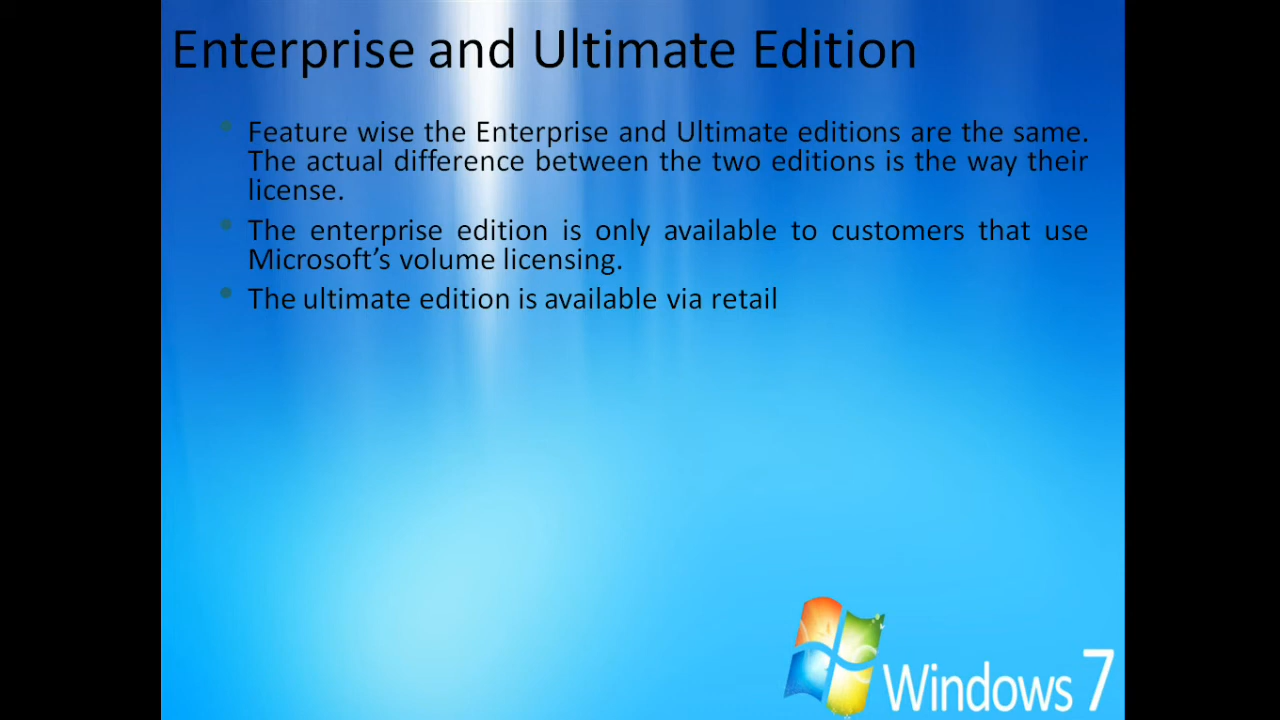 Enterprise and Ultimate Edition
• Feature wise the Enterprise and Ultimate editions are the same.
The actual difference between the two editions is the way their
license.
• The enterprise edition is only available to customers that use
Microsoft’s volume licensing.
• The ultimate edition is available via retail
Windows 7